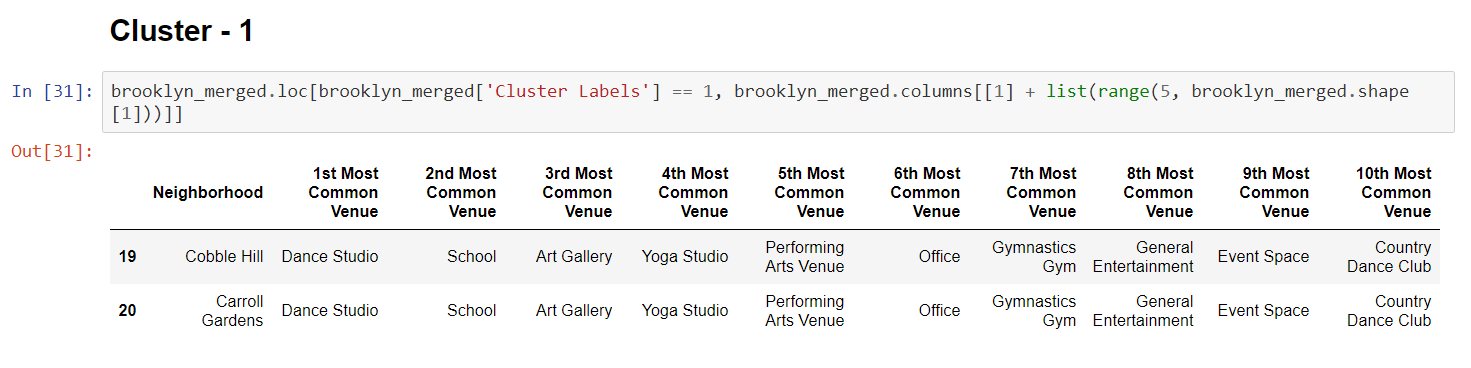 Cluster - 1
In [31]: brooklyn_merged.loc[brooklyn_merged['Cluster Labels'] == 1, brooklyn_merged.columns[[1] + list(range(5, brooklyn_merged.shape
[1]))]]
Out[31]:
Neighborhood 1st Most Common Venue 2nd Most Common Venue 3rd Most Common Venue 4th Most Common Venue 5th Most Common Venue 6th Most Common Venue 7th Most Common Venue 8th Most Common Venue 9th Most Common Venue 10th Most Common Venue
19 Cobble Hill Dance Studio School Art Gallery Yoga Studio Performing Arts Venue Office Gymnastics Gym General Entertainment Event Space Country Dance Club
20 Carroll Gardens Dance Studio School Art Gallery Yoga Studio Performing Arts Venue Office Gymnastics Gym General Entertainment Event Space Country Dance Club